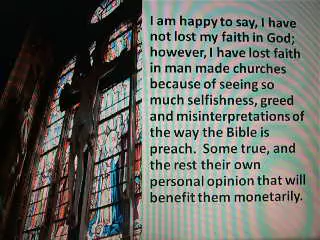 I am happy to say, I have
not lost my faith in God;
however, I have lost faith
in man made churches
because of seeing so
much selfishness, greed
and misinterpretations of
the way the Bible is
preach.  Some true, and
the rest their own
personal opinion that will
benefit them monetarily.